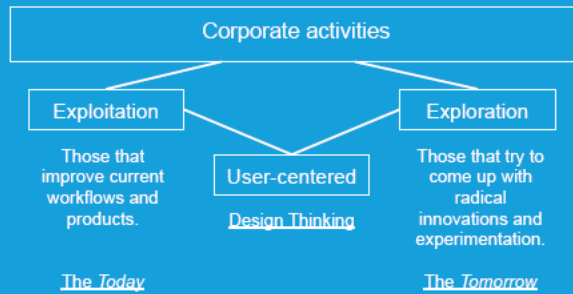 Corporate activities
Exploitation
Exploration
Those that
improve current
workflows and
products.
User-centered
Design Thinking
Those that try to
come up with
radical
innovations and
experimentation.
The Today
The Tomorrow